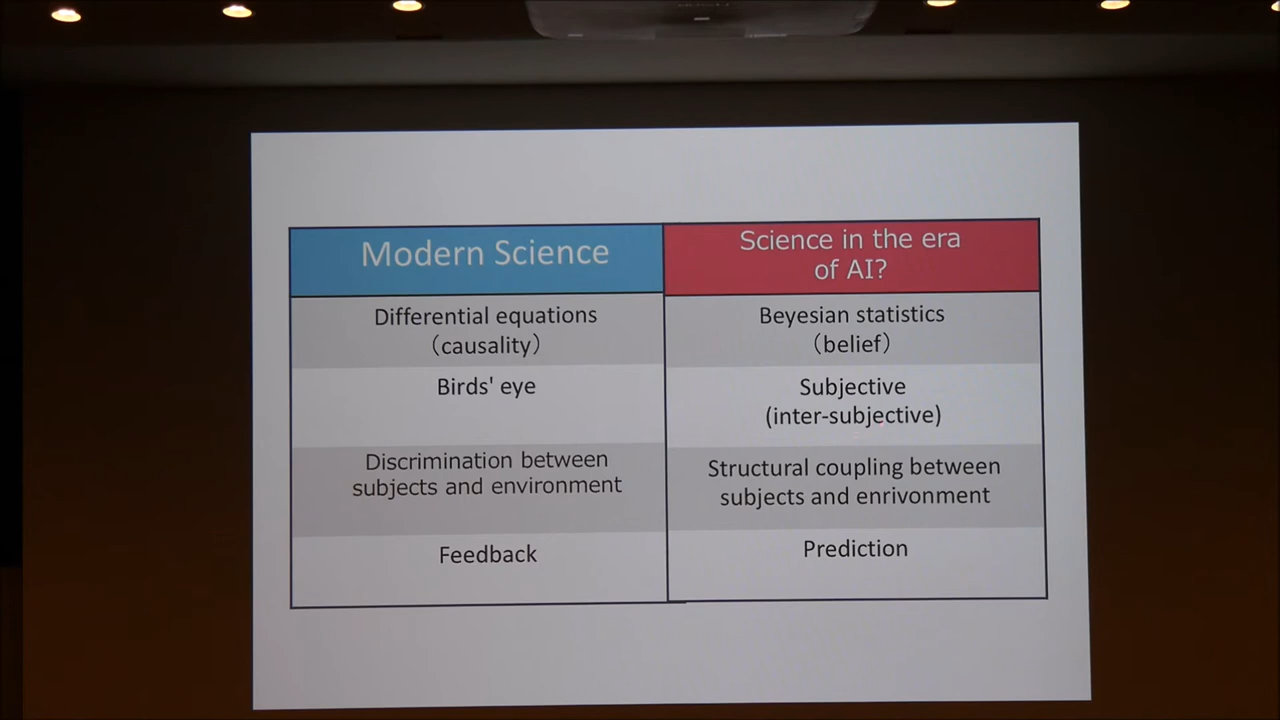 Modern Science
Science in the era
of AI?
Differential equations
（causality）
Beyesian statistics
（belief）
Birds' eye
Subjective
(inter-subjective)
Discrimination between
subjects and environment
Structural coupling between
subjects and enrivonment
Feedback
Prediction